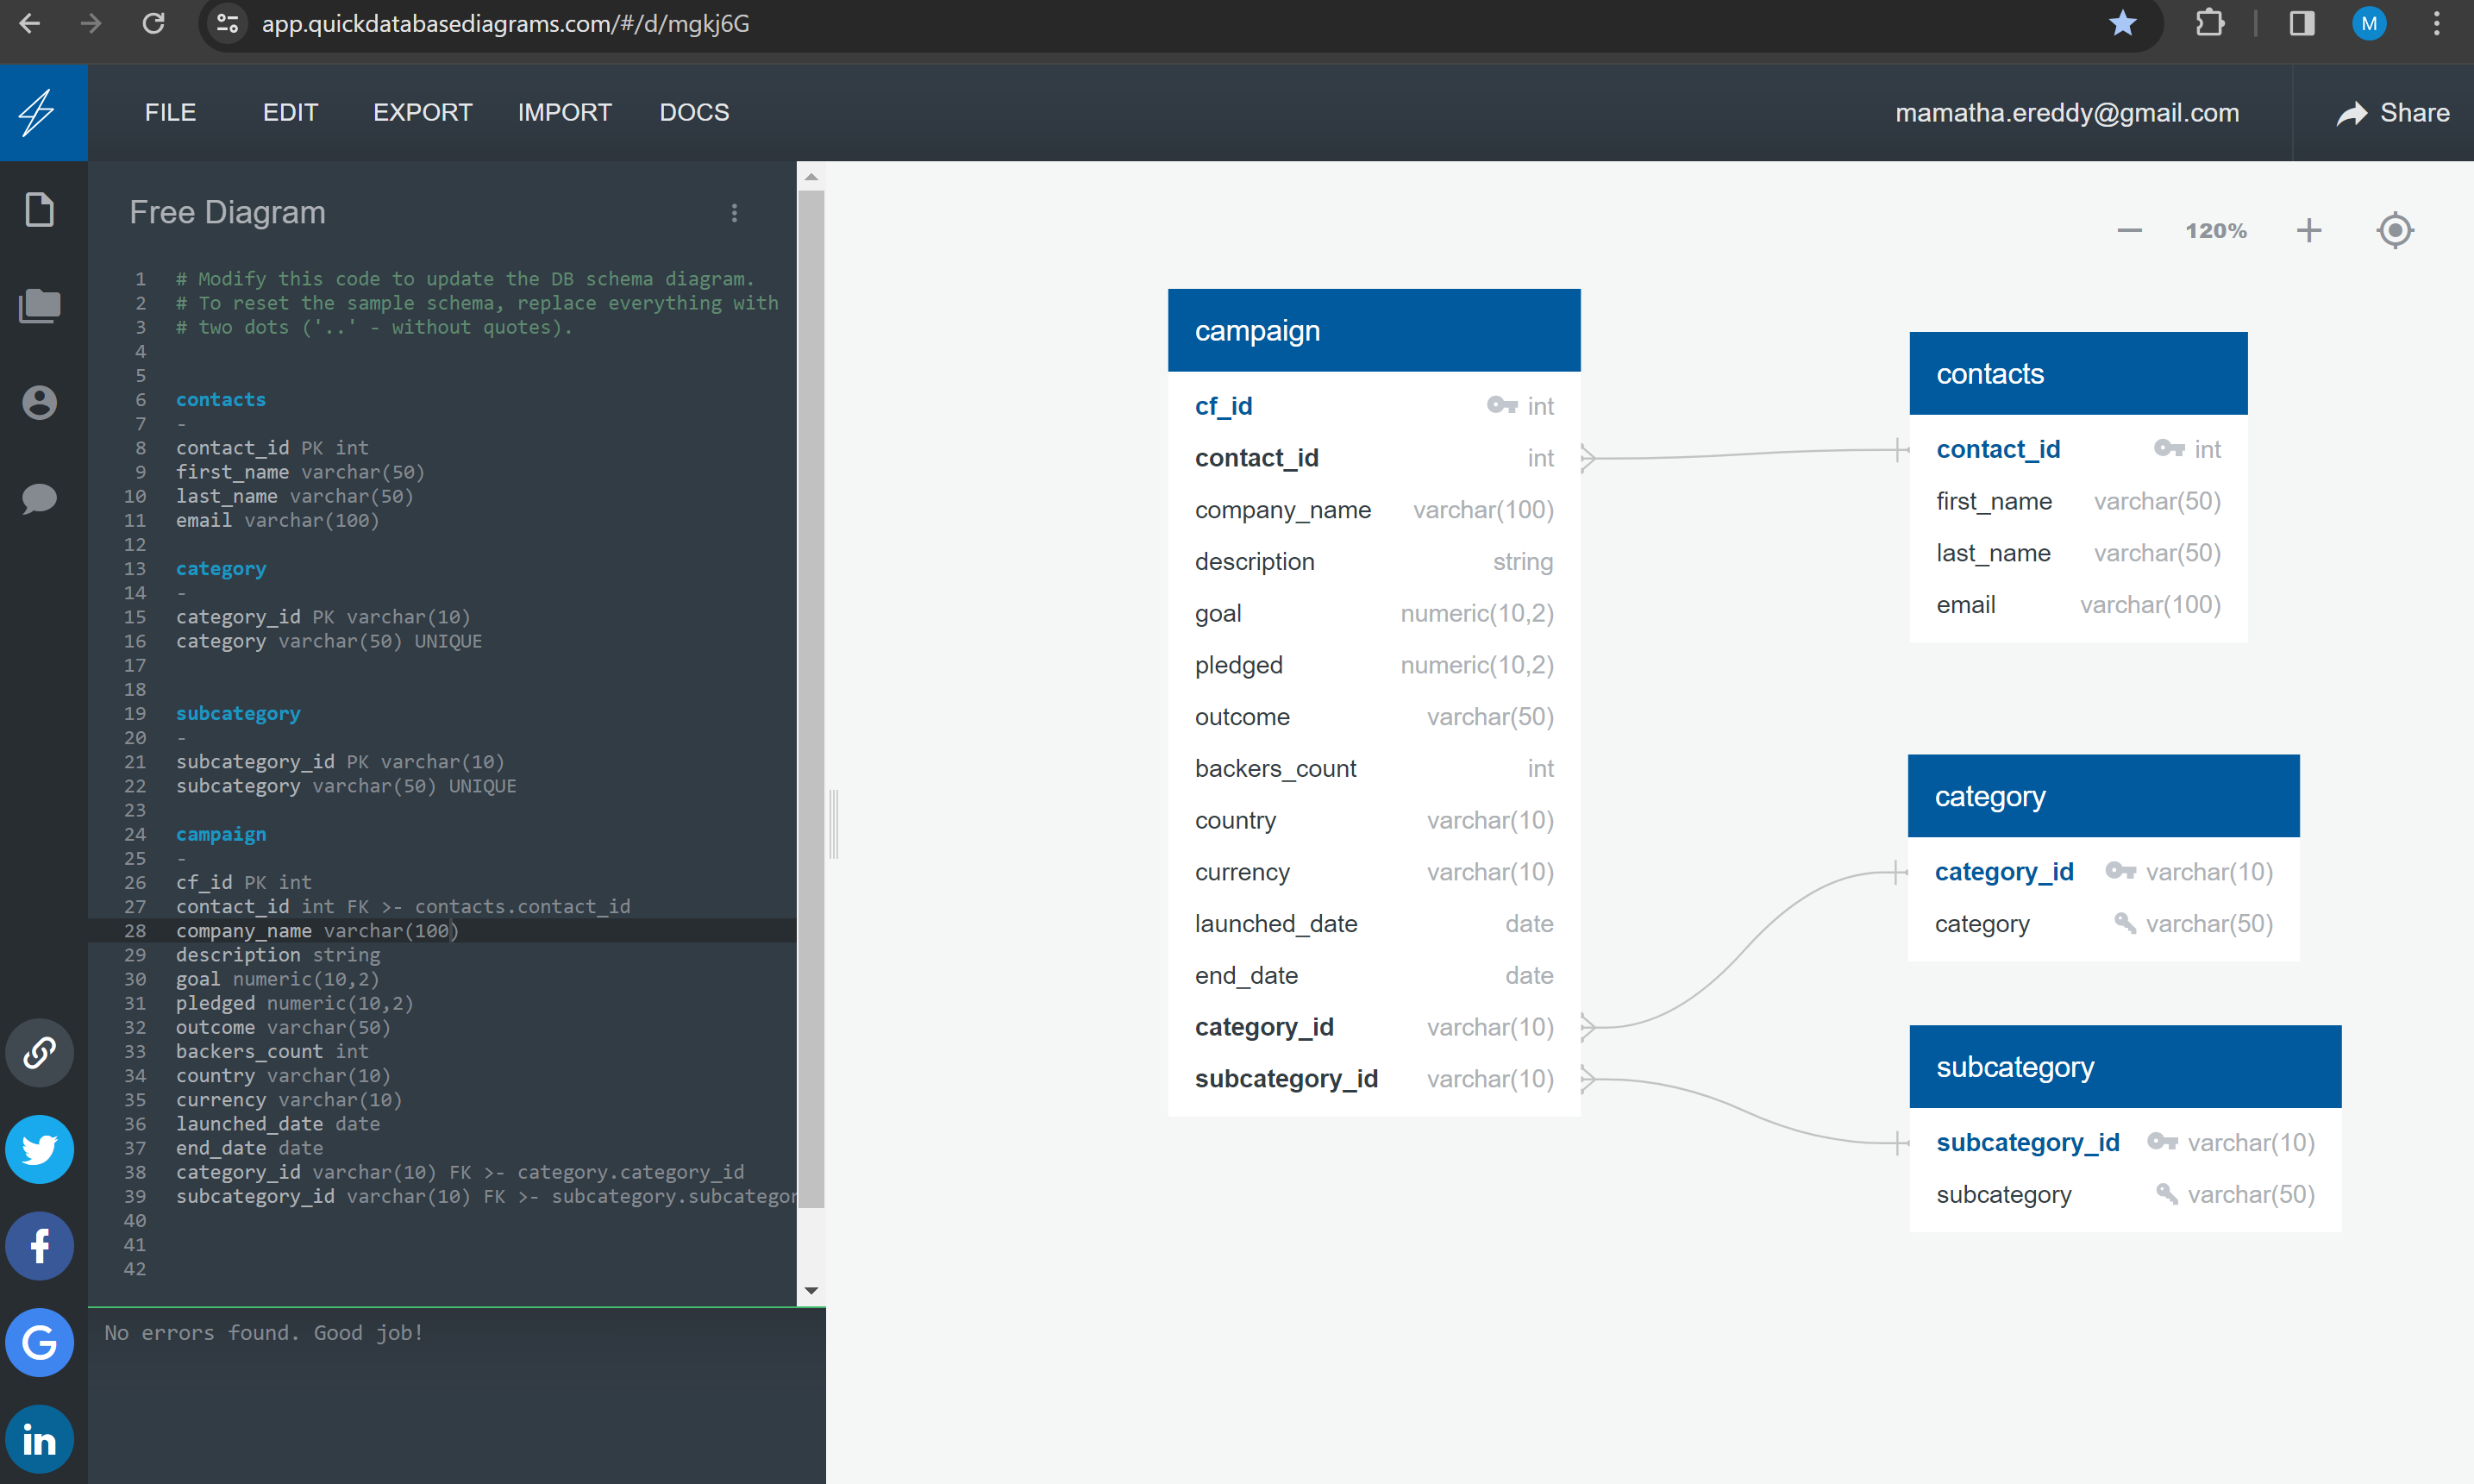 app.quickdatabasediagrams.com/#/d/mgkj6G
M
FILE EDIT EXPORT IMPORT DOCS
mamatha.ereddy@gmail.com
Share
Free Diagram
1 # Modify this code to update the DB schema diagram.
2 # To reset the sample schema, replace everything with
3 # two dots ('..' - without quotes).
4
5
6 contacts
7 -
8 contact_id PK int
9 first_name varchar(50)
10 last_name varchar(50)
11 email varchar(100)
12
13 category
14 -
15 category_id PK varchar(10)
16 category varchar(50) UNIQUE
17
18
19 subcategory
20 -
21 subcategory_id PK varchar(10)
22 subcategory varchar(50) UNIQUE
23
24 campaign
25 -
26 cf_id PK int
27 contact_id int FK >- contacts.contact_id
28 company_name varchar(100)
29 description string
30 goal numeric(10,2)
31 pledged numeric(10,2)
32 outcome varchar(50)
33 backers_count int
34 country varchar(10)
35 currency varchar(10)
36 launched_date date
37 end_date date
38 category_id varchar(10) FK >- category.category_id
39 subcategory_id varchar(10) FK >- subcategory.subcategor
40
41
42
No errors found. Good job!
120%
campaign
cf_id int
contact_id int
company_name varchar(100)
description string
goal numeric(10,2)
pledged numeric(10,2)
outcome varchar(50)
backers_count int
country varchar(10)
currency varchar(10)
launched_date date
end_date date
category_id varchar(10)
subcategory_id varchar(10)
contacts
contact_id int
first_name varchar(50)
last_name varchar(50)
email varchar(100)
category
category_id varchar(10)
category varchar(50)
subcategory
subcategory_id varchar(10)
subcategory varchar(50)
f
G
in